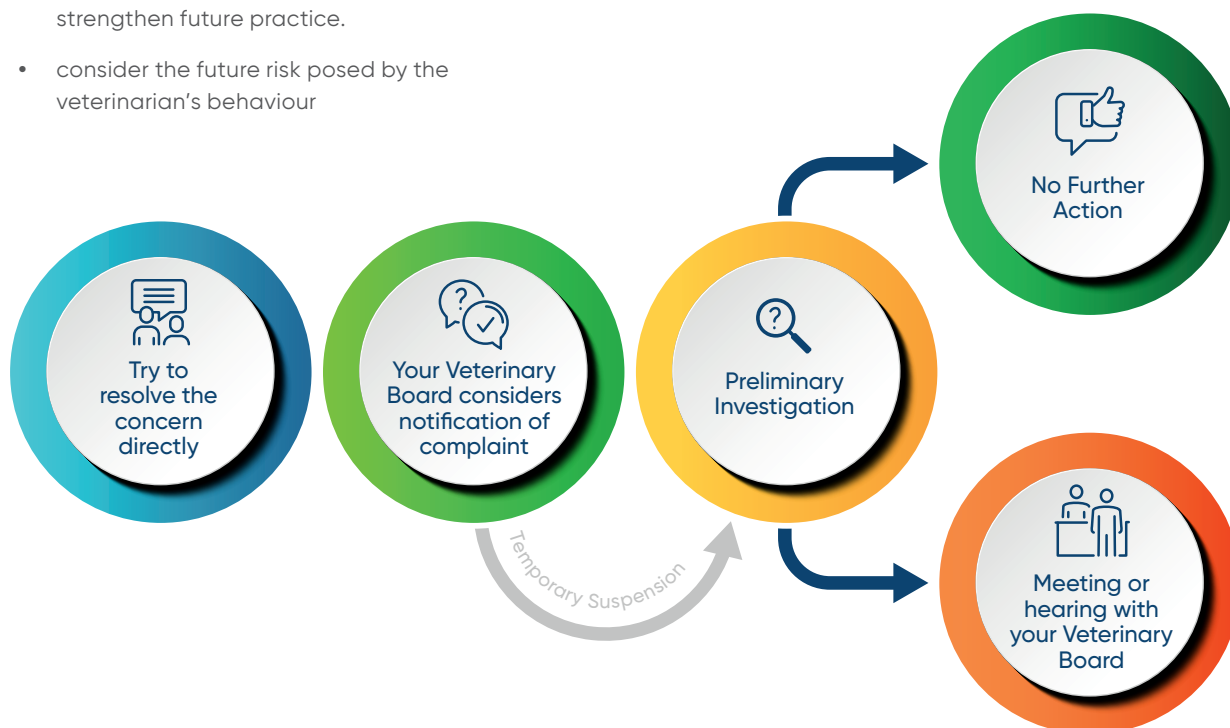 strengthen future practice.
• consider the future risk posed by the
veterinarian's behaviour
Try to
resolve the
concern
directly
?
Your Veterinary
Board considers
notification of
complaint
Temporary Suspension
?
Preliminary
Investigation
No Further
Action
Meeting or
hearing with
your Veterinary
Board